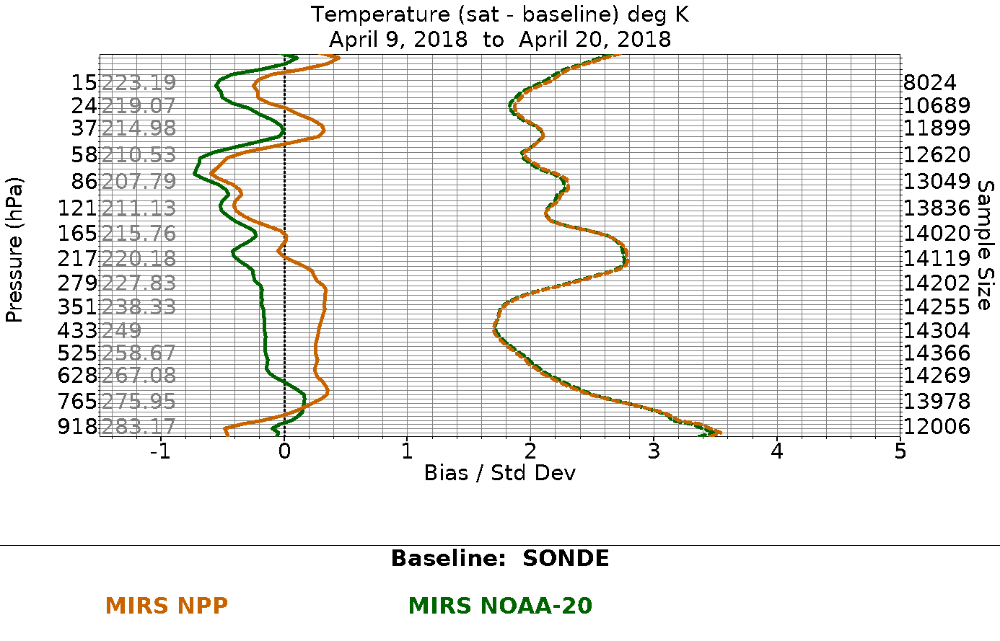 Temperature (sat - baseline) deg K
April 9, 2018 to April 20, 2018
Pressure (hPa)
15 223.19 8024
24 219.07 10689
37 214.98 11899
58 210.53 12620
86 207.79 13049
121 211.13 13836
165 215.76 14020
217 220.18 14119
279 227.83 14202
351 238.33 14255
433 249 14304
525 258.67 14366
628 267.08 14269
765 275.95 13978
918 283.17 12006
Sample Size
-1 0 1 2 3 4 5
Bias / Std Dev
Baseline: SONDE
MIRS NPP MIRS NOAA-20